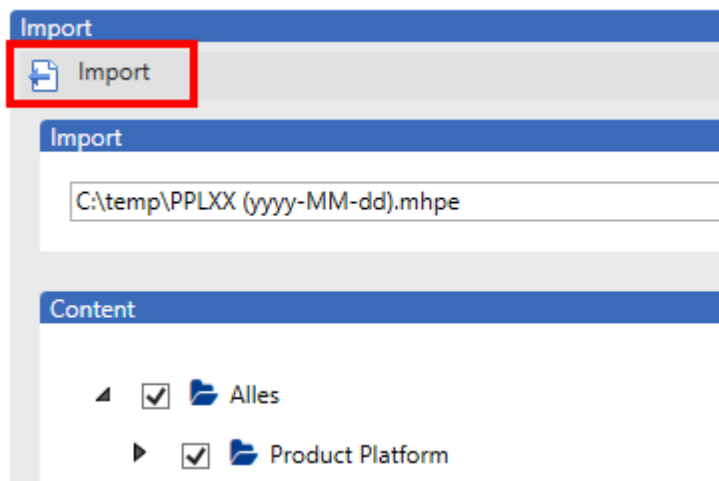 Import
Import
Import
C:\temp\PPLXX (yyyy-MM-dd).mhpe
Content
Alles
Product Platform